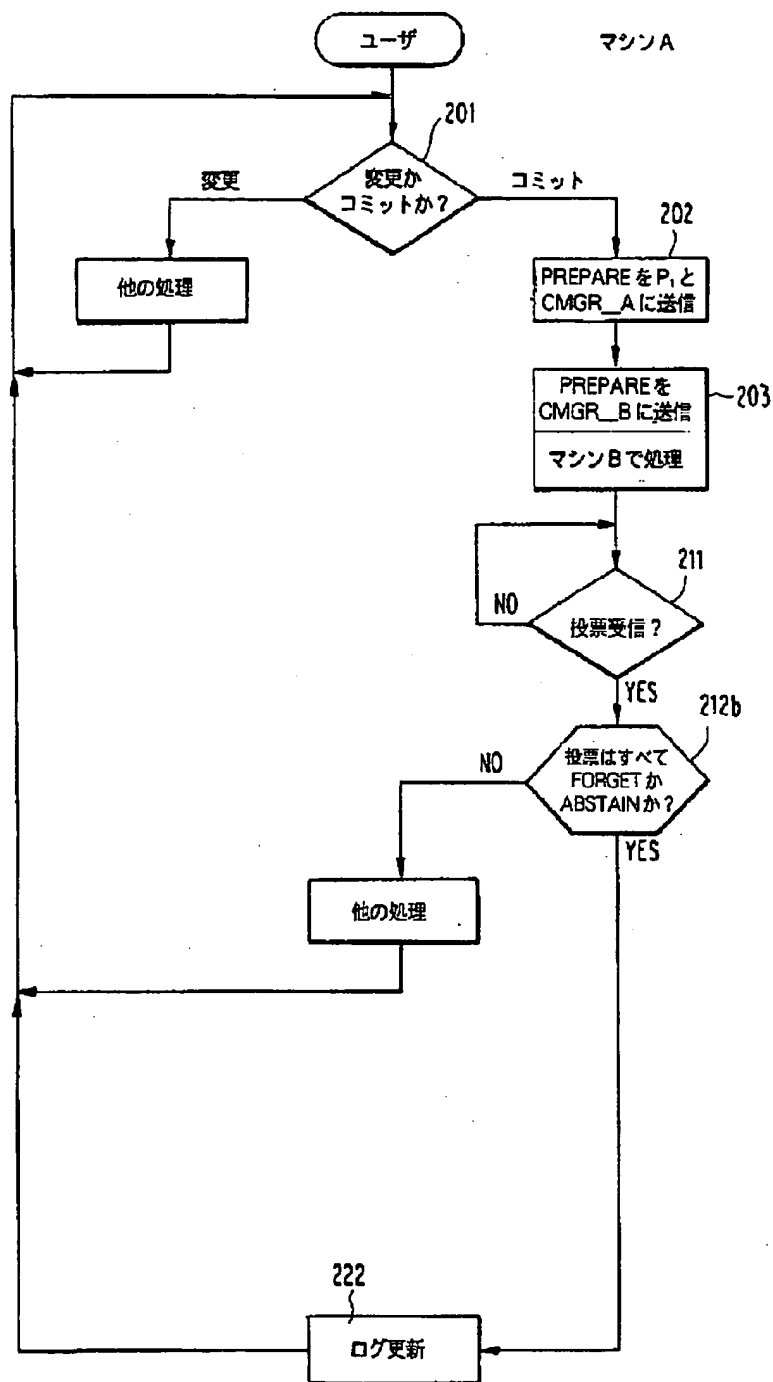 ユーザ
マシンA
201
変更か
コミットか?
変更
コミット
他の処理
202
PREPAREをP₁と
CMGR__Aに送信
203
PREPAREを
CMGR__Bに送信
マシンBで処理
211
投票受信?
NO
YES
212b
投票はすべて
FORGETか
ABSTAINか?
NO
YES
他の処理
222
ログ更新